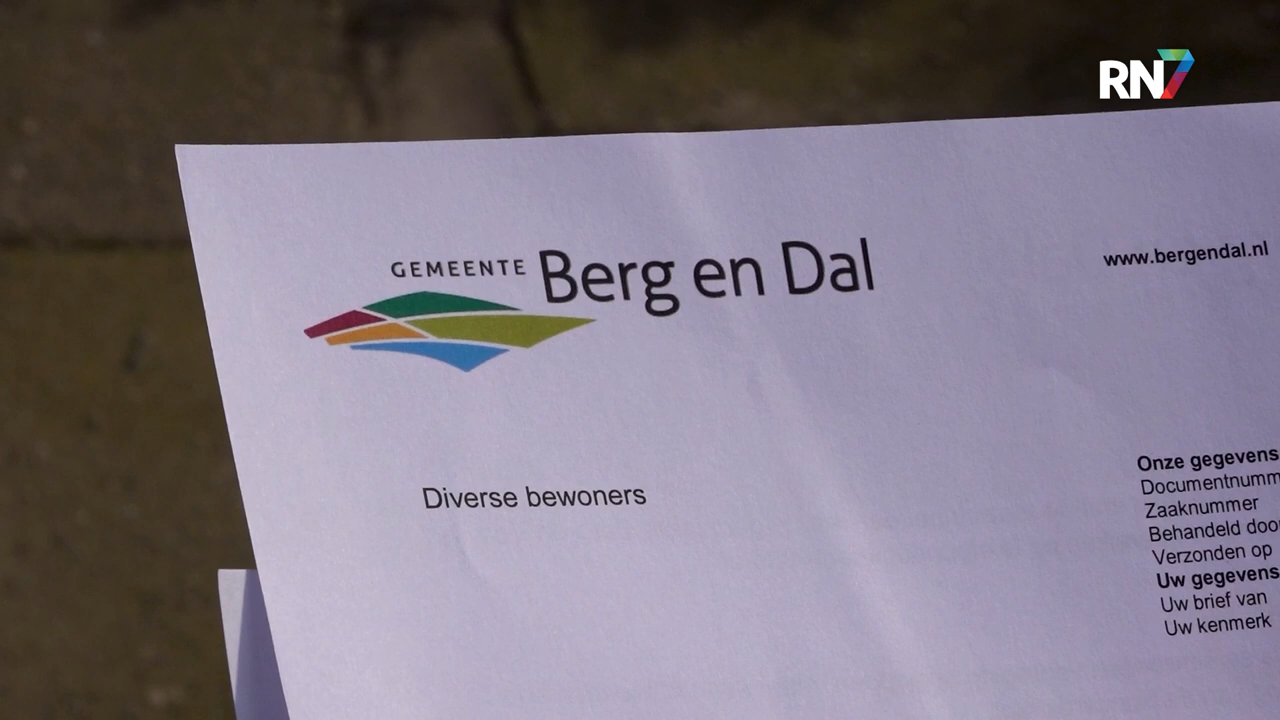 RN7
GEMEENTE Berg en Dal
www.bergendal.nl
Diverse bewoners
Onze gegevens
Zaaknummer
Behandeld
Verzonden op
Uw gegevens
Uw brief van
Uw kenmerk